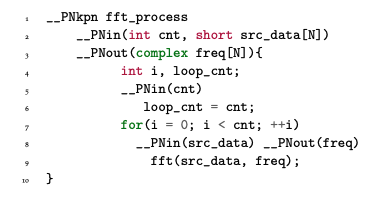 1 __PNkpn fft_process
2 __PNin(int cnt, short src_data[N])
3 __PNout(complex freq[N]){
4 int i, loop_cnt;
5 __PNin(cnt)
6 loop_cnt = cnt;
7 for(i = 0; i < cnt; ++i)
8 __PNin(src_data) __PNout(freq)
9 fft(src_data, freq);
10 }